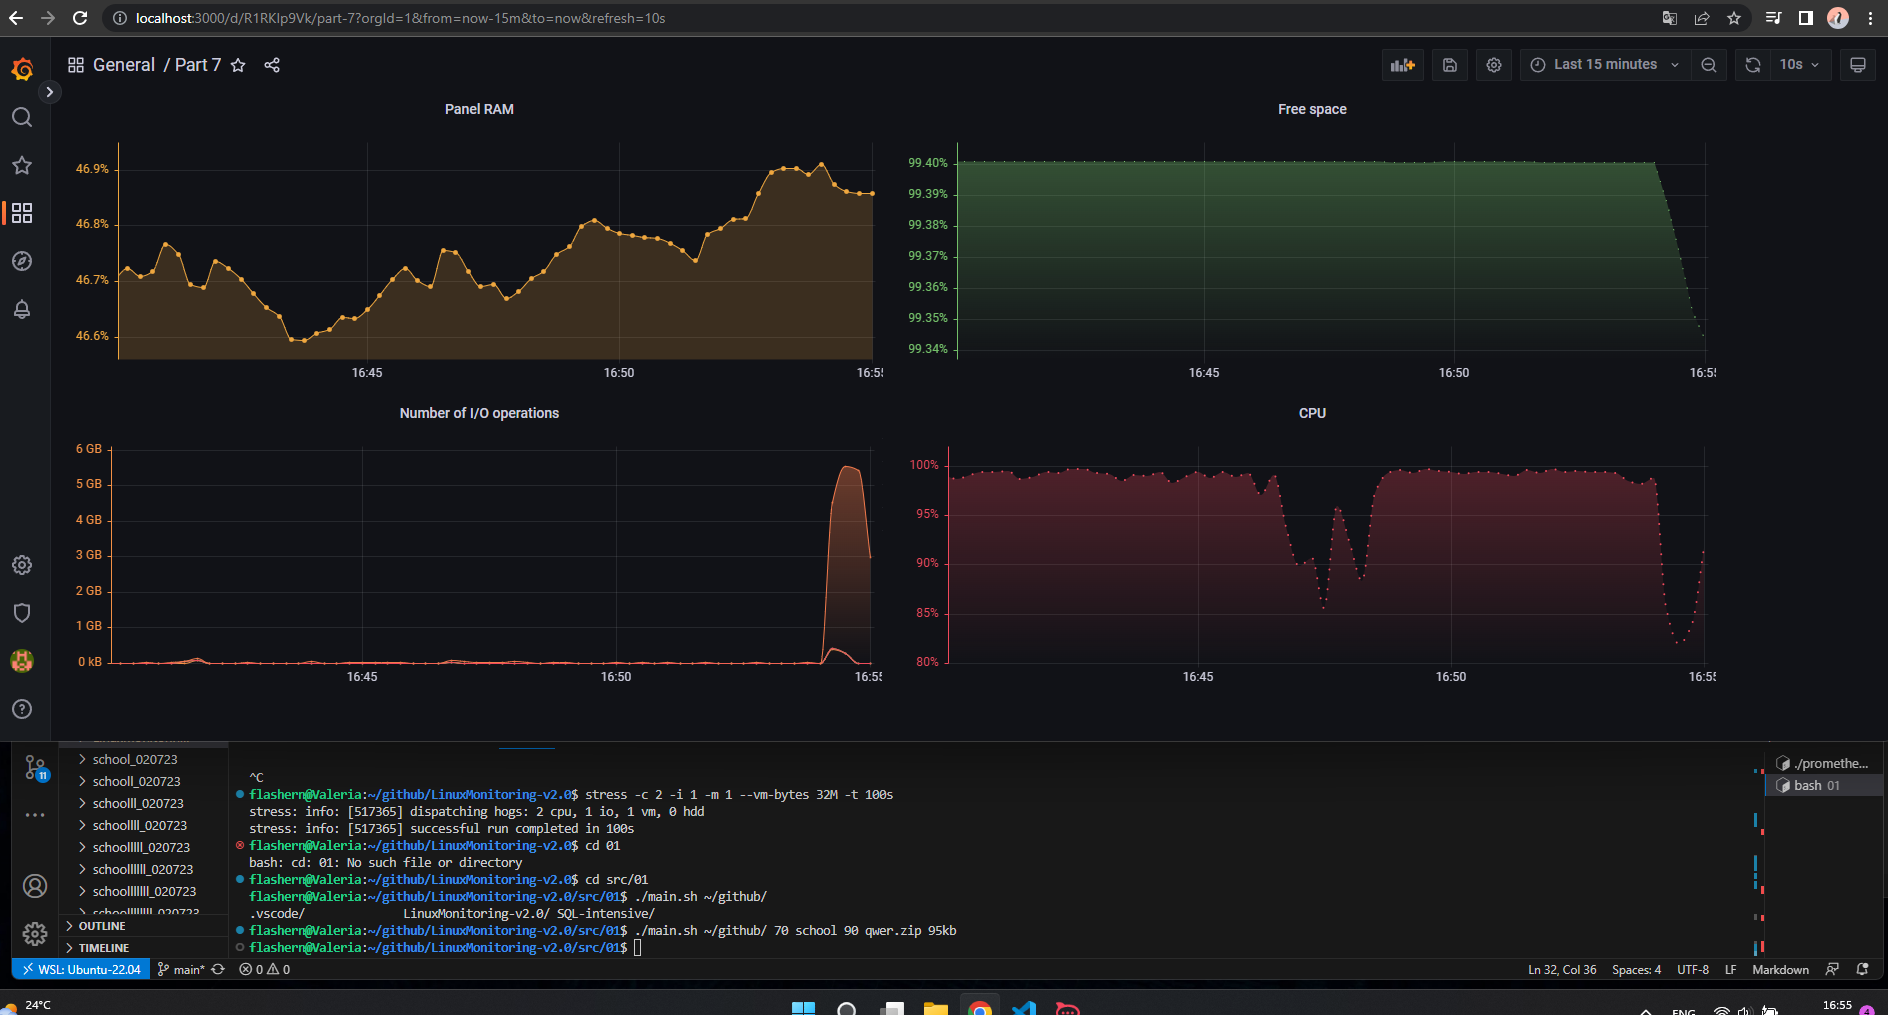 localhost:3000/d/R1RKIp9Vk/part-7?orgId=1&from=now-15m&to=now&refresh=10s
General / Part 7
Last 15 minutes
10s
Panel RAM
46.9%
46.8%
46.7%
46.6%
16:45
16:50
16:55
Free space
99.40%
99.39%
99.38%
99.37%
99.36%
99.35%
99.34%
16:45
16:50
16:55
Number of I/O operations
6 GB
5 GB
4 GB
3 GB
2 GB
1 GB
0 kB
16:45
16:50
16:55
CPU
100%
95%
90%
85%
80%
16:45
16:50
16:55
11
school_020723
schooll_020723
schoolll_020723
schoollll_020723
schoolllll_020723
schoollllll_020723
schoolllllll_020723
OUTLINE
TIMELINE
^C
flashern@Valeria:~/github/LinuxMonitoring-v2.0$ stress -c 2 -i 1 -m 1 --vm-bytes 32M -t 100s
stress: info: [517365] dispatching hogs: 2 cpu, 1 io, 1 vm, 0 hdd
stress: info: [517365] successful run completed in 100s
flashern@Valeria:~/github/LinuxMonitoring-v2.0$ cd 01
bash: cd: 01: No such file or directory
flashern@Valeria:~/github/LinuxMonitoring-v2.0$ cd src/01
flashern@Valeria:~/github/LinuxMonitoring-v2.0/src/01$ ./main.sh ~/github/
.vscode/ LinuxMonitoring-v2.0/ SQL-intensive/
flashern@Valeria:~/github/LinuxMonitoring-v2.0/src/01$ ./main.sh ~/github/ 70 school 90 qwer.zip 95kb
flashern@Valeria:~/github/LinuxMonitoring-v2.0/src/01$
./promethe...
bash 01
WSL: Ubuntu-22.04
main*
0 0
Ln 32, Col 36
Spaces: 4
UTF-8
LF
Markdown
24°C
ENG
16:55
4